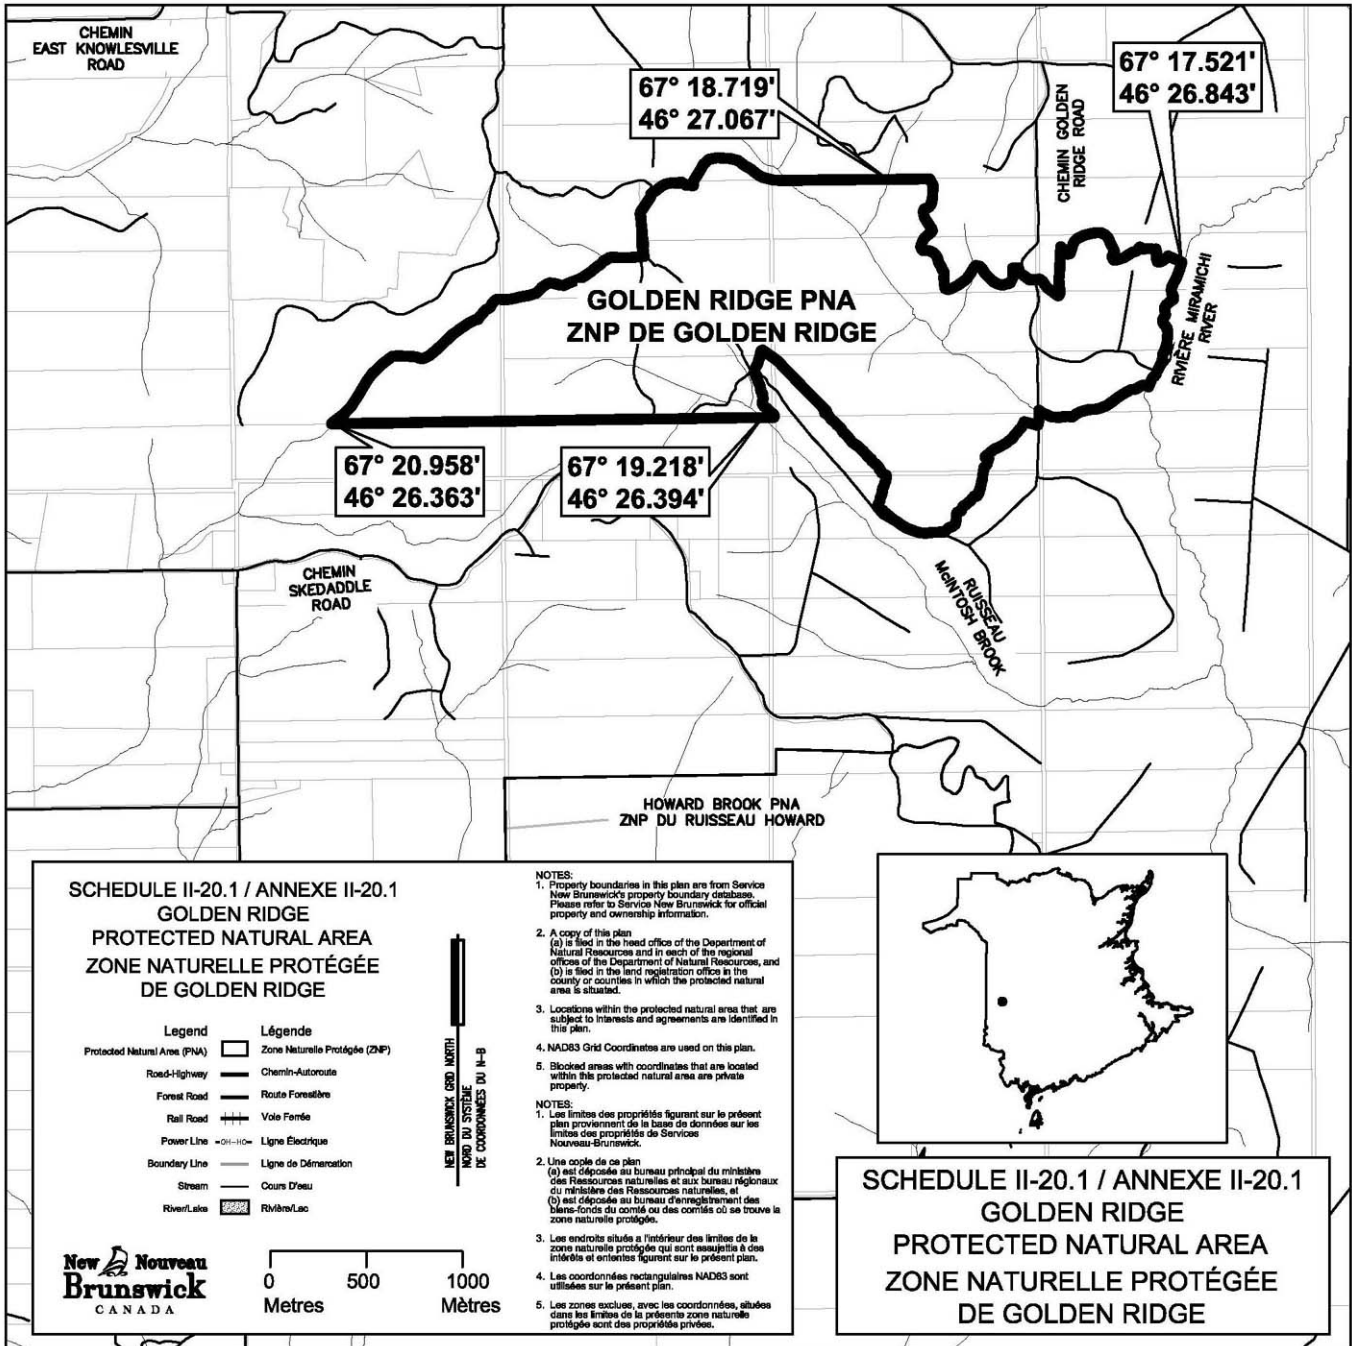 CHEMIN
EAST KNOWLESVILLE
ROAD
67° 18.719'
46° 27.067'
67° 17.521'
46° 26.843'
CHEMIN GOLDEN
RIDGE ROAD
GOLDEN RIDGE PNA
ZNP DE GOLDEN RIDGE
RIVIÈRE MIRAMICHI
RIVER
67° 20.958'
46° 26.363'
67° 19.218'
46° 26.394'
CHEMIN
SKEDADDLE
ROAD
RUISSEAU
McINTOSH BROOK
HOWARD BROOK PNA
ZNP DU RUISSEAU HOWARD
SCHEDULE II-20.1 / ANNEXE II-20.1
GOLDEN RIDGE
PROTECTED NATURAL AREA
ZONE NATURELLE PROTÉGÉE
DE GOLDEN RIDGE
Legend Légende
Protected Natural Area (PNA) Zone Naturelle Protégée (ZNP)
Road-Highway Chemin-Autoroute
Forest Road Route Forestière
Rail Road Voie Ferrée
Power Line -OH-HO- Ligne Électrique
Boundary Line Ligne de Démarcation
Stream Cours D'eau
River/Lake Rivière/Lac
NEW BRUNSWICK GRID NORTH
NORD DU SYSTÈME
DE COORDONNÉES DU N-B
New Nouveau
Brunswick
CANADA
0 500 1000
Metres Mètres
NOTES:
1. Property boundaries in this plan are from Service
New Brunswick's property boundary database.
Please refer to Service New Brunswick for official
property and ownership information.
2. A copy of this plan
(a) is filed in the head office of the Department of
Natural Resources and in each of the regional
offices of the Department of Natural Resources, and
(b) is filed in the land registration office in the
county or counties in which the protected natural
area is situated.
3. Locations within the protected natural area that are
subject to interests and agreements are identified in
this plan.
4. NAD83 Grid Coordinates are used on this plan.
5. Blocked areas with coordinates that are located
within this protected natural area are private
property.
NOTES:
1. Les limites des propriétés figurant sur le présent
plan proviennent de la base de données sur les
limites des propriétés de Services
Nouveau-Brunswick.
2. Une copie de ce plan
(a) est déposée au bureau principal du ministère
des Ressources naturelles et aux bureau régionaux
du ministère des Ressources naturelles, et
(b) est déposée au bureau d'enregistrement des
biens-fonds du comté ou des comtés où se trouve la
zone naturelle protégée.
3. Les endroits situés a l'intérieur des limites de la
zone naturelle protégée qui sont assujettis à des
intérêts et ententes figurent sur le présent plan.
4. Les coordonnées rectangulaires NAD83 sont
utilisées sur le présent plan.
5. Les zones exclues, avec les coordonnées, situées
dans les limites de la présente zone naturelle
protégée sont des propriétés privées.
SCHEDULE II-20.1 / ANNEXE II-20.1
GOLDEN RIDGE
PROTECTED NATURAL AREA
ZONE NATURELLE PROTÉGÉE
DE GOLDEN RIDGE